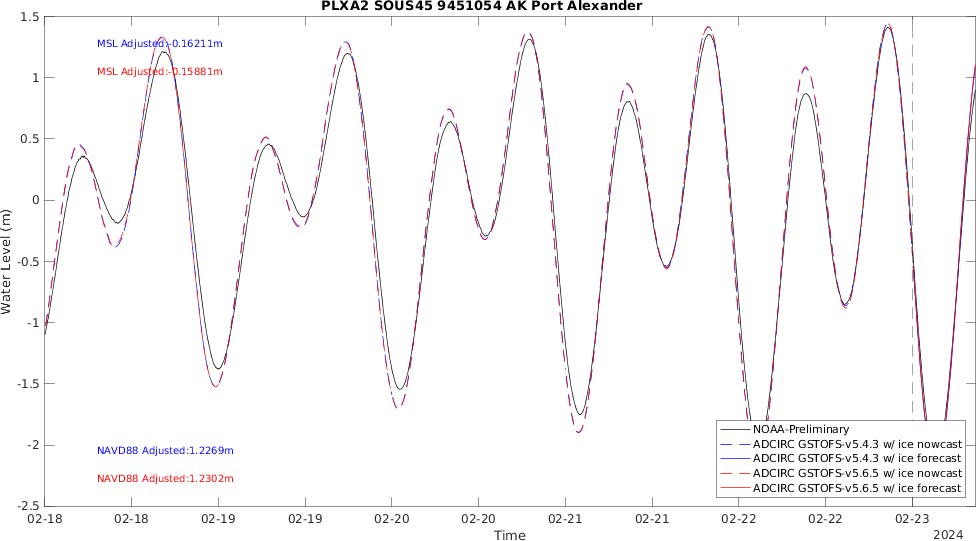 PLXA2 SOUS45 9451054 AK Port Alexander
1.5
1
0.5
0
-0.5
-1
-1.5
-2
-2.5
Water Level (m)
MSL Adjusted:-0.16211m
MSL Adjusted:-0.15881m
NAVD88 Adjusted:1.2269m
NAVD88 Adjusted:1.2302m
NOAA-Preliminary
ADCIRC GSTOFS-v5.4.3 w/ ice nowcast
ADCIRC GSTOFS-v5.4.3 w/ ice forecast
ADCIRC GSTOFS-v5.6.5 w/ ice nowcast
ADCIRC GSTOFS-v5.6.5 w/ ice forecast
02-18 02-18 02-19 02-19 02-20 02-20 02-21 02-21 02-22 02-22 02-23
Time
2024